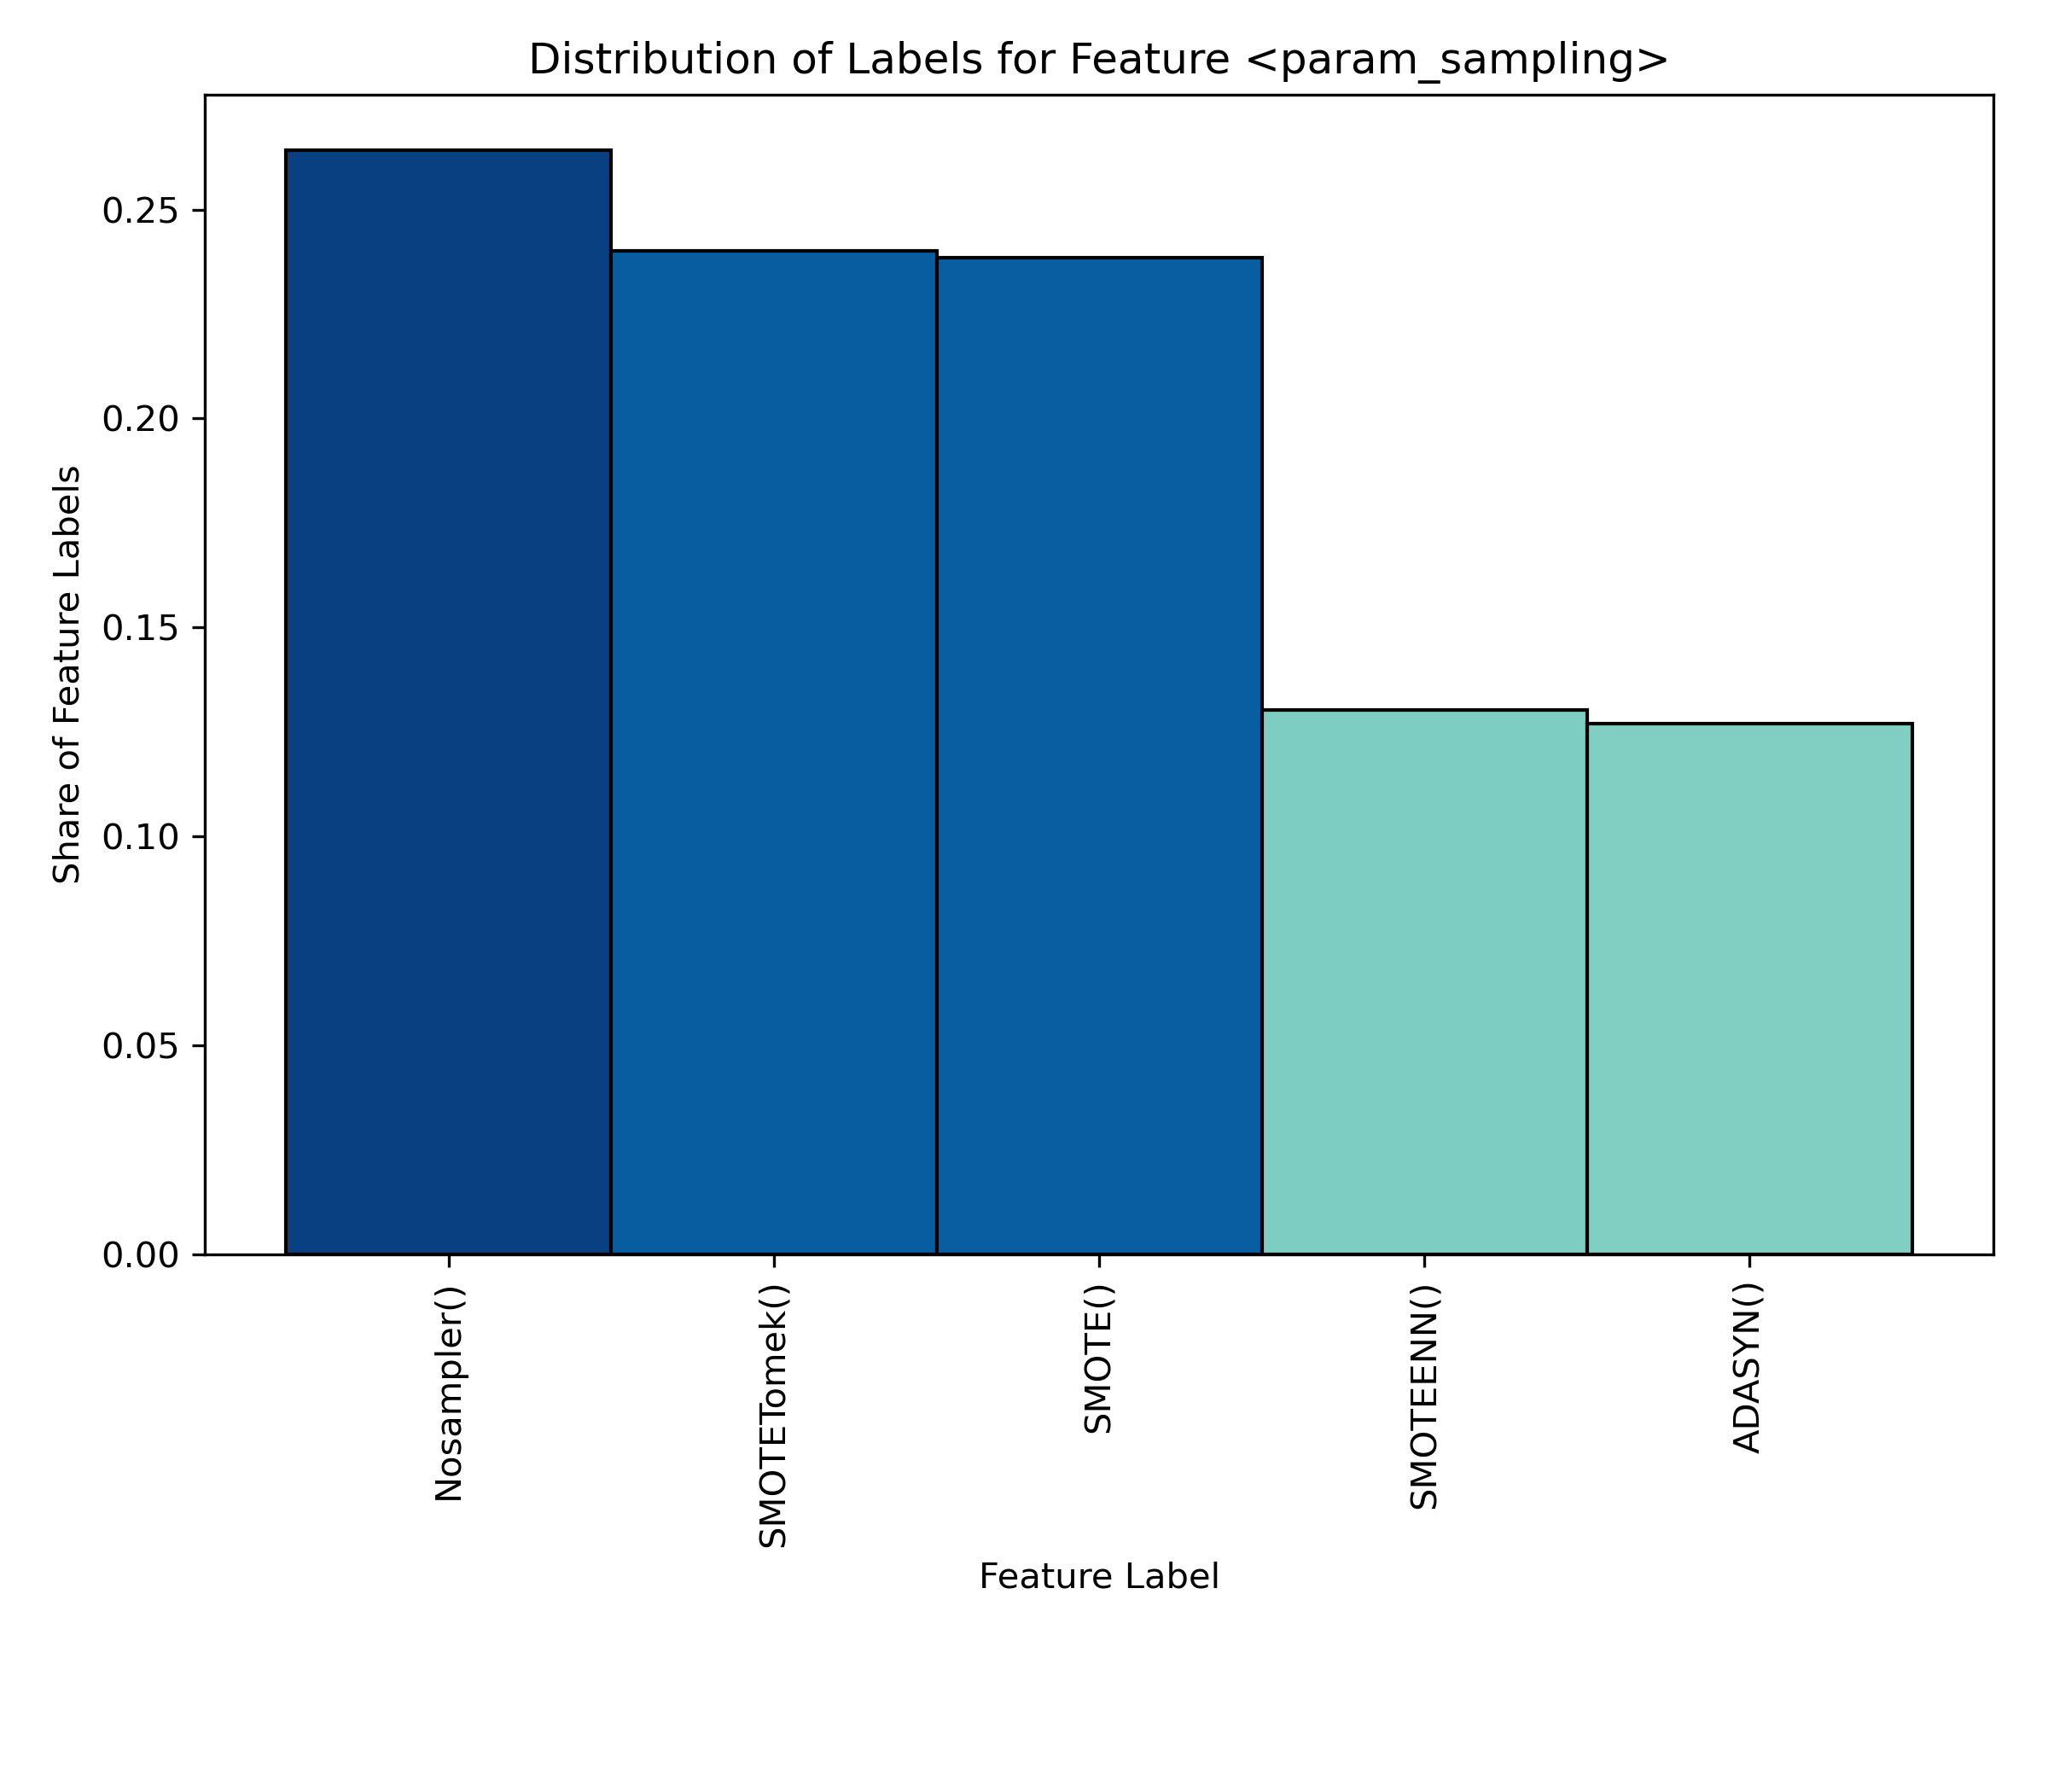 Distribution of Labels for Feature <param_sampling>
Share of Feature Labels
0.25
0.20
0.15
0.10
0.05
0.00
Nosampler()
SMOTETomek()
SMOTE()
SMOTEENN()
ADASYN()
Feature Label